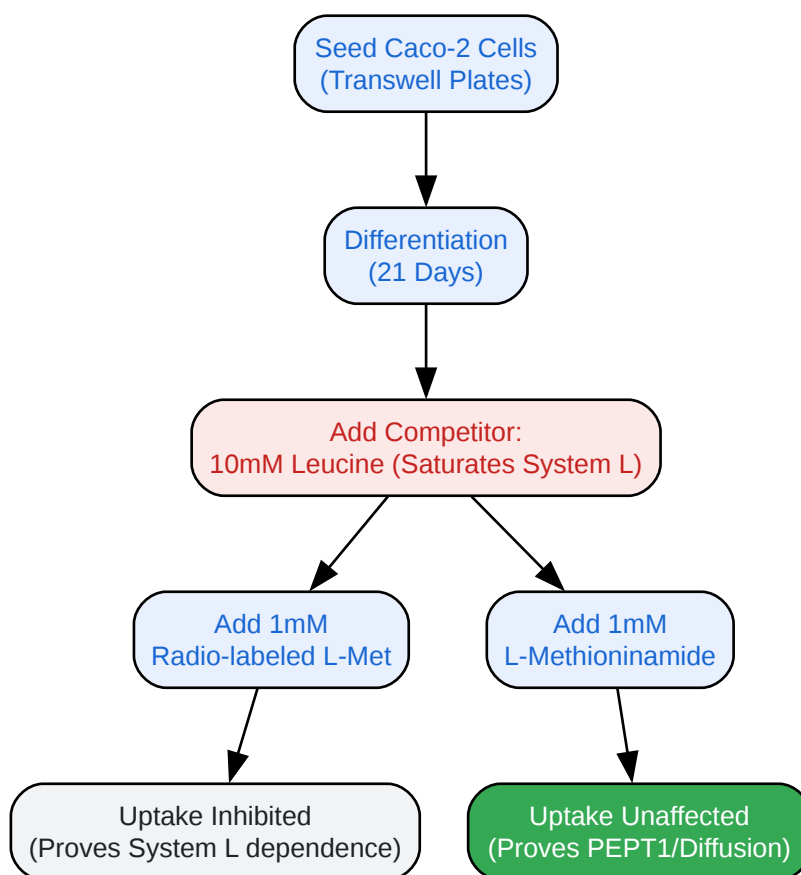 Seed Caco-2 Cells
(Transwell Plates)
Differentiation
(21 Days)
Add Competitor:
10mM Leucine (Saturates System L)
Add 1mM
Radio-labeled L-Met
Add 1mM
L-Methioninamide
Uptake Inhibited
(Proves System L dependence)
Uptake Unaffected
(Proves PEPT1/Diffusion)